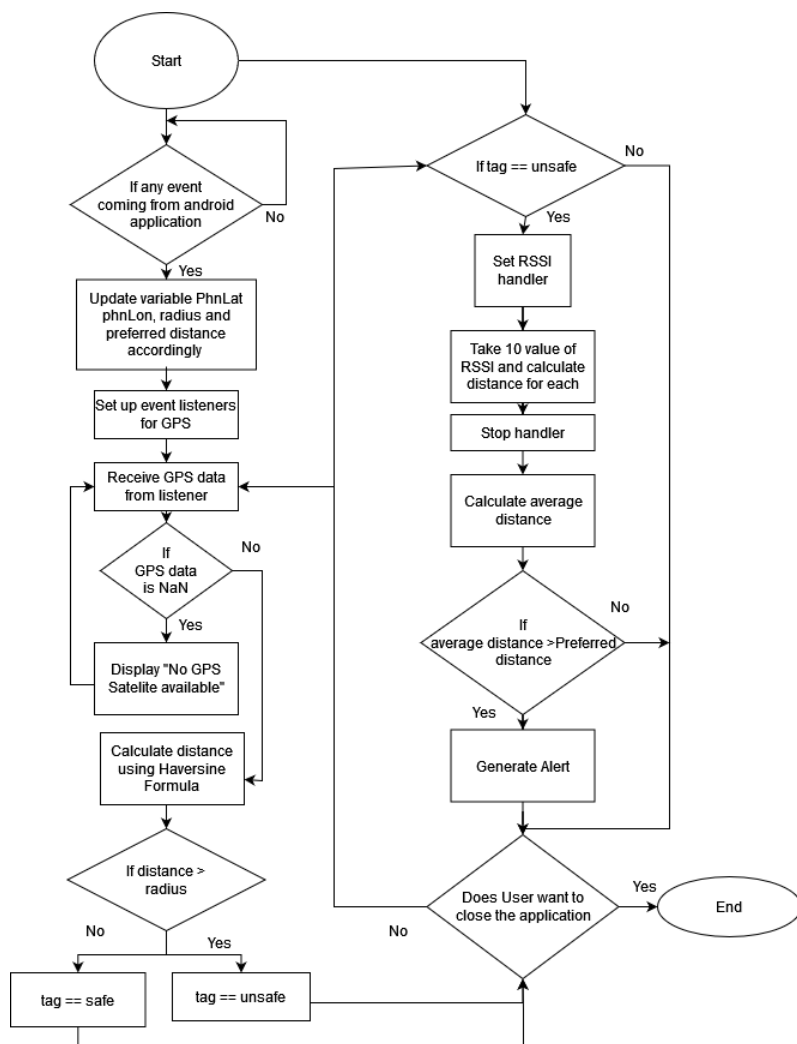 Start
If any event
coming from android
application
No
Yes
Update variable PhnLat
phnLon, radius and
preferred distance
accordingly
Set up event listeners
for GPS
Receive GPS data
from listener
If
GPS data
is NaN
No
Yes
Display "No GPS
Satelite available"
Calculate distance
using Haversine
Formula
If distance >
radius
No
Yes
tag == safe
tag == unsafe
If tag == unsafe
No
Yes
Set RSSI
handler
Take 10 value of
RSSI and calculate
distance for each
Stop handler
Calculate average
distance
If
average distance >Preferred
distance
No
Yes
Generate Alert
Does User want to
close the application
No
Yes
End